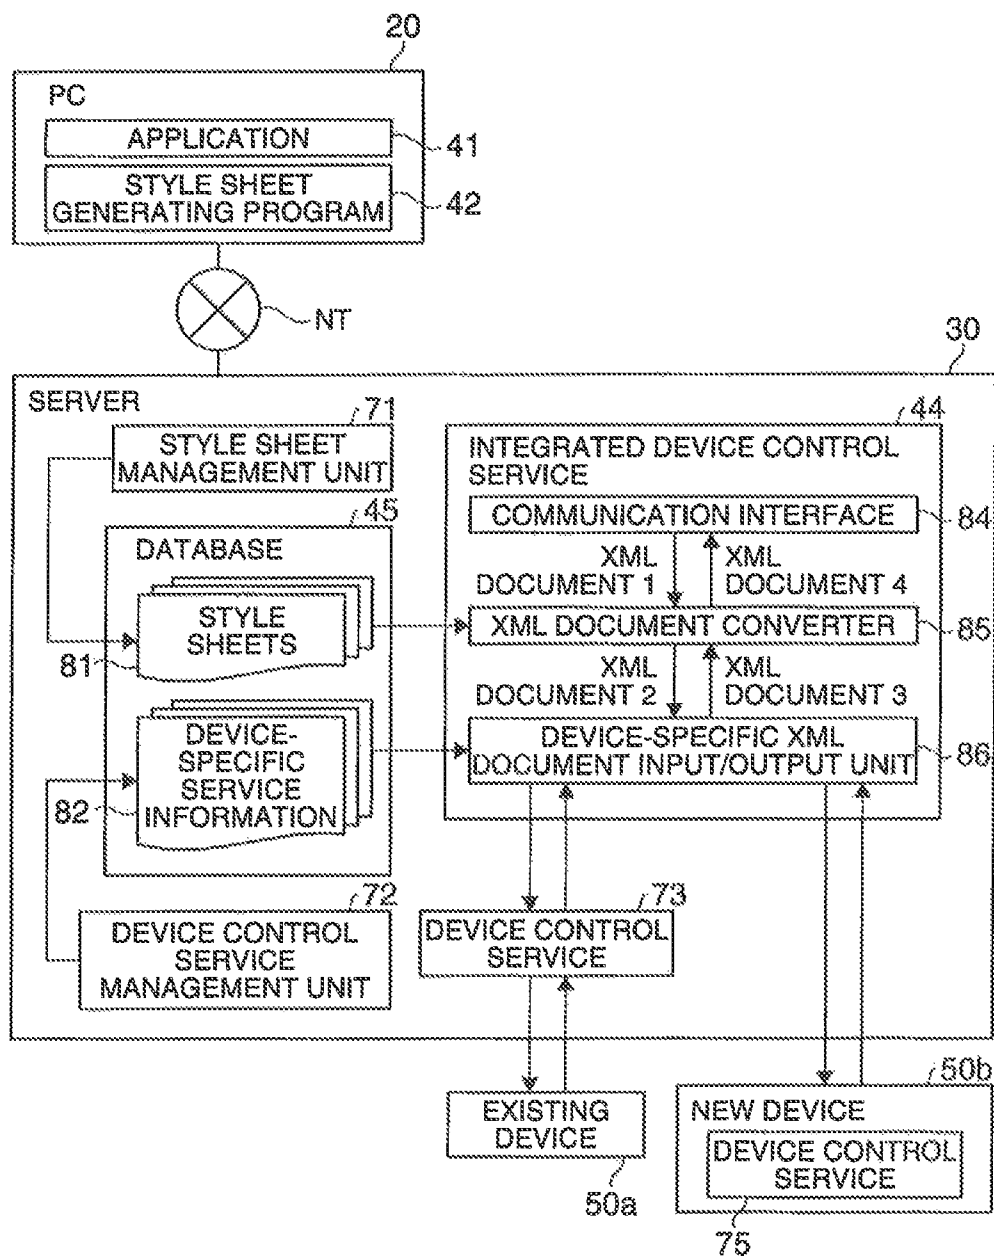 20
PC
APPLICATION
41
STYLE SHEET
GENERATING PROGRAM
42
NT
30
SERVER
71
STYLE SHEET
MANAGEMENT UNIT
44
INTEGRATED DEVICE CONTROL
SERVICE
COMMUNICATION INTERFACE
84
45
DATABASE
XML
DOCUMENT 1
XML
DOCUMENT 4
STYLE
SHEETS
81
XML DOCUMENT CONVERTER
85
XML
DOCUMENT 2
XML
DOCUMENT 3
DEVICE-
SPECIFIC
SERVICE
INFORMATION
82
DEVICE-SPECIFIC XML
DOCUMENT INPUT/OUTPUT UNIT
86
72
DEVICE CONTROL
SERVICE
MANAGEMENT UNIT
73
DEVICE CONTROL
SERVICE
EXISTING
DEVICE
50a
50b
NEW DEVICE
DEVICE CONTROL
SERVICE
75